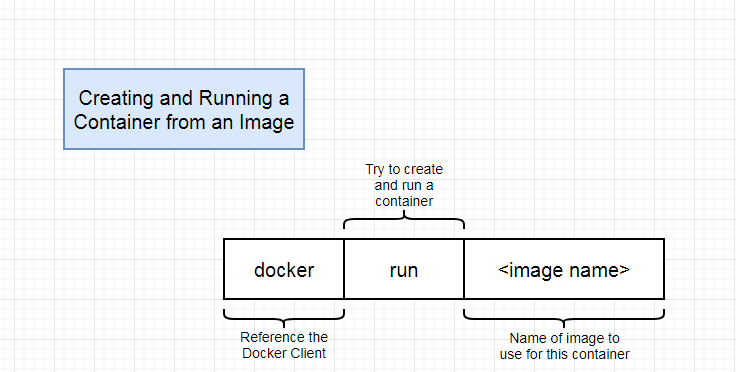 Creating and Running a
Container from an Image
Try to create
and run a
container
docker run <image name>
Reference the
Docker Client
Name of image to
use for this container